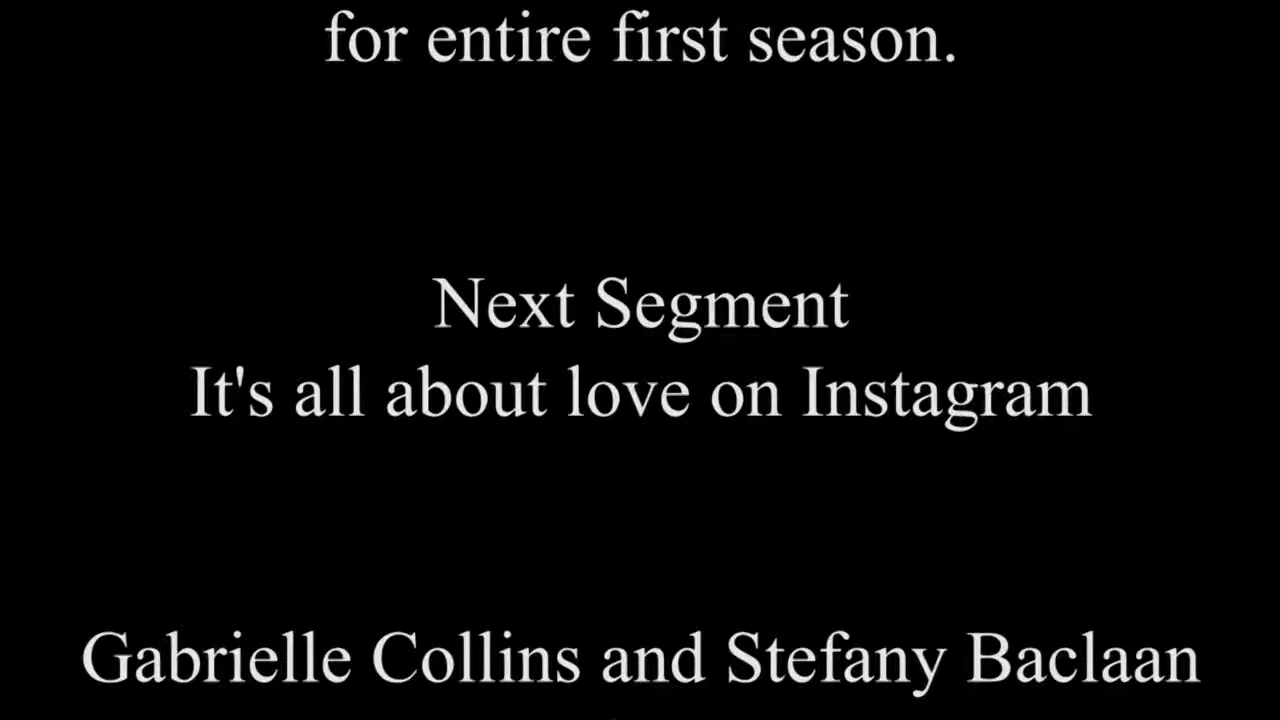 for entire first season.
Next Segment
It's all about love on Instagram
Gabrielle Collins and Stefany Baclaan